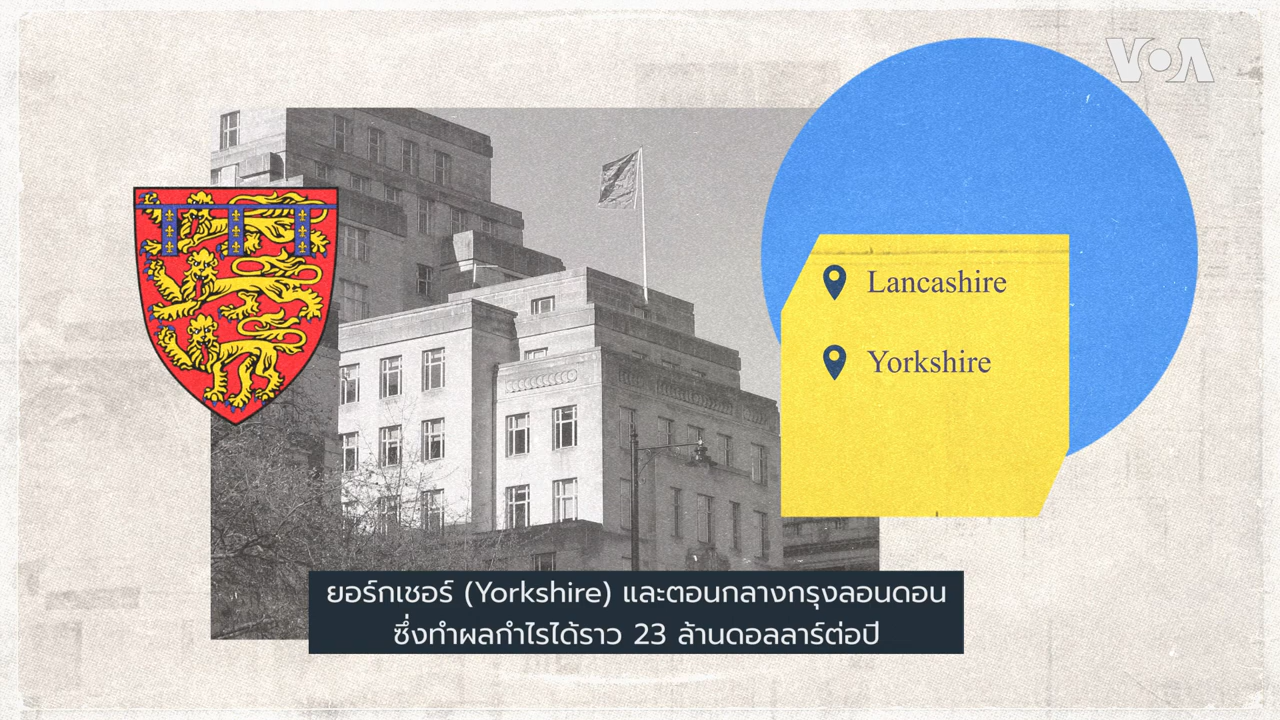 VOA
Lancashire
Yorkshire
ยอร์กเชอร์ (Yorkshire) และตอนกลางกรุงลอนดอน
ซึ่งทำผลกำไรได้ราว 23 ล้านดอลลาร์ต่อปี